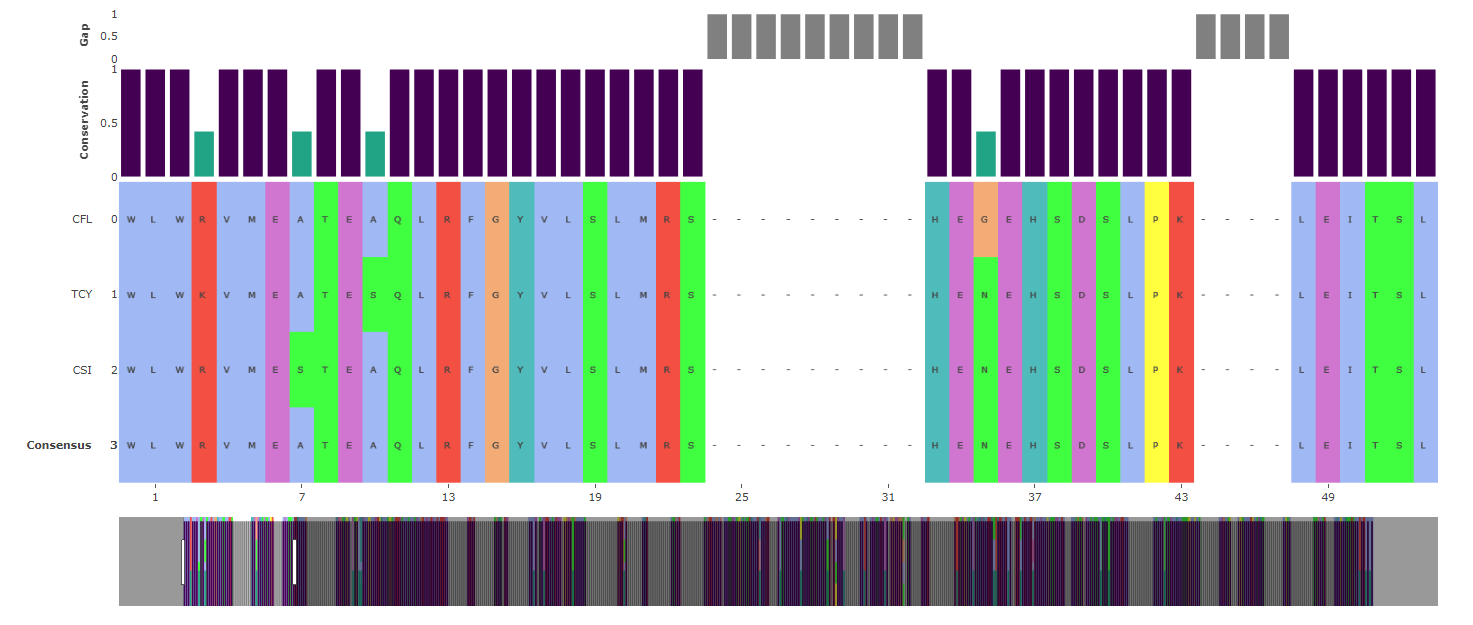 1
Gap
0.5
0
1
Conservation
0.5
0
CFL 0 W L W R V M E A T E A Q L R F G Y V L S L M R S - - - - - - - - - H E G E H S D S L P K - - - - L E I T S L
TCY 1 W L W K V M E A T E S Q L R F G Y V L S L M R S - - - - - - - - - H E N E H S D S L P K - - - - L E I T S L
CSI 2 W L W R V M E S T E A Q L R F G Y V L S L M R S - - - - - - - - - H E N E H S D S L P K - - - - L E I T S L
Consensus 3 W L W R V M E A T E A Q L R F G Y V L S L M R S - - - - - - - - - H E N E H S D S L P K - - - - L E I T S L
1 7 13 19 25 31 37 43 49